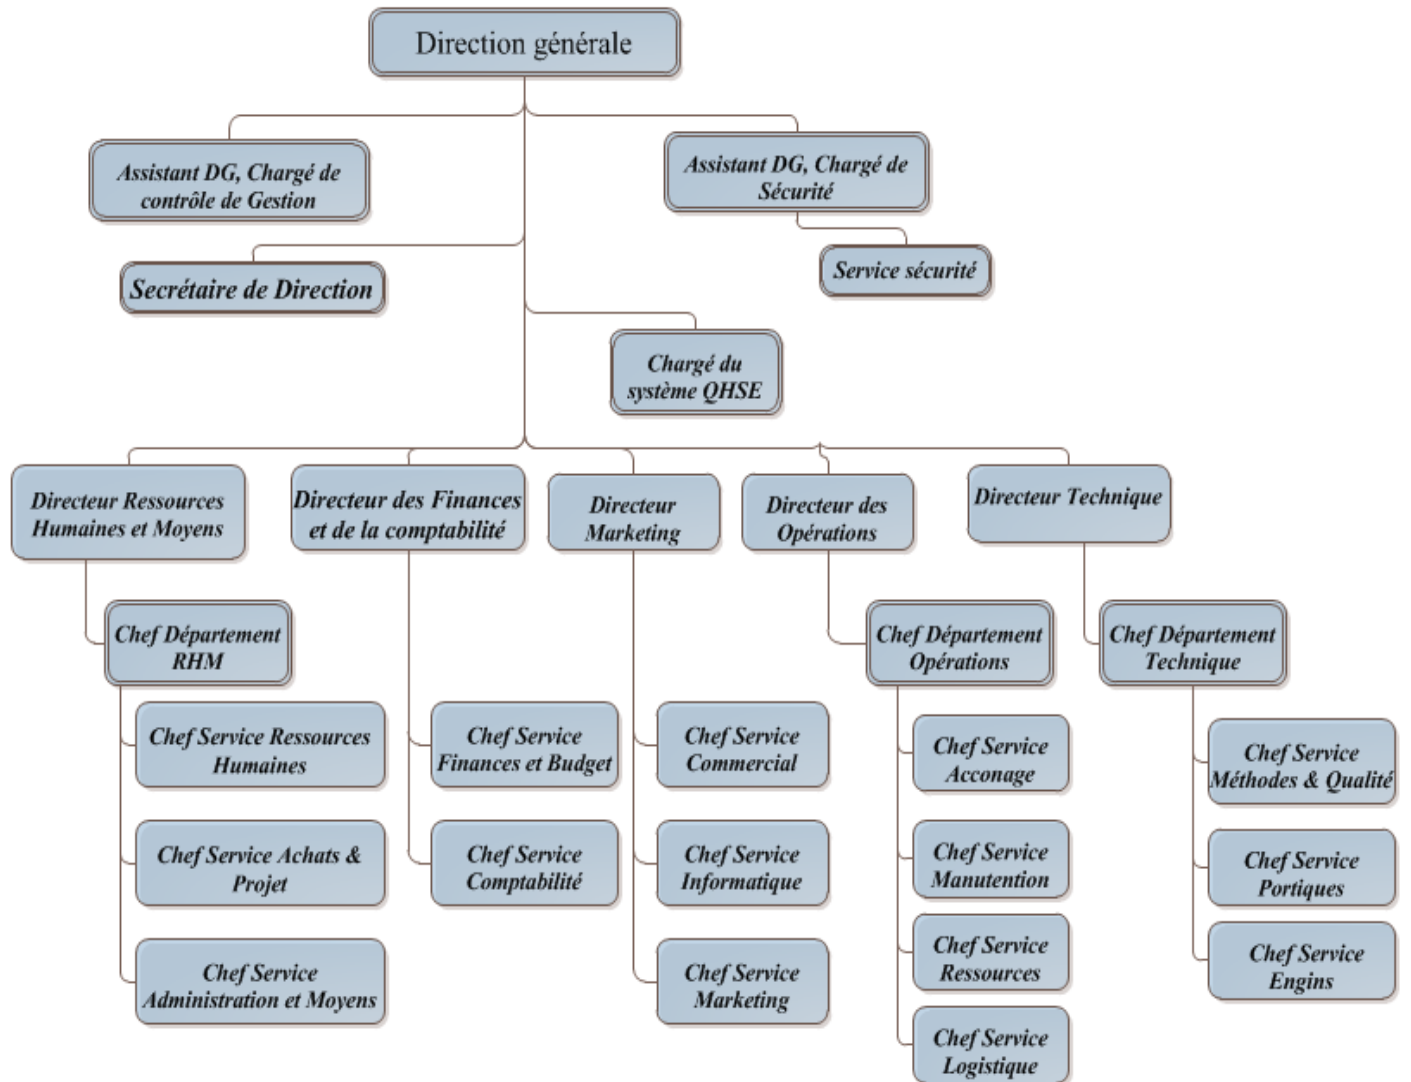 Direction générale
Assistant DG, Chargé de
contrôle de Gestion
Assistant DG, Chargé de
Sécurité
Service sécurité
Secrétaire de Direction
Chargé du
système QHSE
Directeur Ressources
Humaines et Moyens
Directeur des Finances
et de la comptabilité
Directeur
Marketing
Directeur des
Opérations
Directeur Technique
Chef Département
RHM
Chef Département
Opérations
Chef Département
Technique
Chef Service Ressources
Humaines
Chef Service
Finances et Budget
Chef Service
Commercial
Chef Service
Acconage
Chef Service
Méthodes & Qualité
Chef Service Achats &
Projet
Chef Service
Comptabilité
Chef Service
Informatique
Chef Service
Manutention
Chef Service
Portiques
Chef Service
Administration et Moyens
Chef Service
Marketing
Chef Service
Ressources
Chef Service
Engins
Chef Service
Logistique